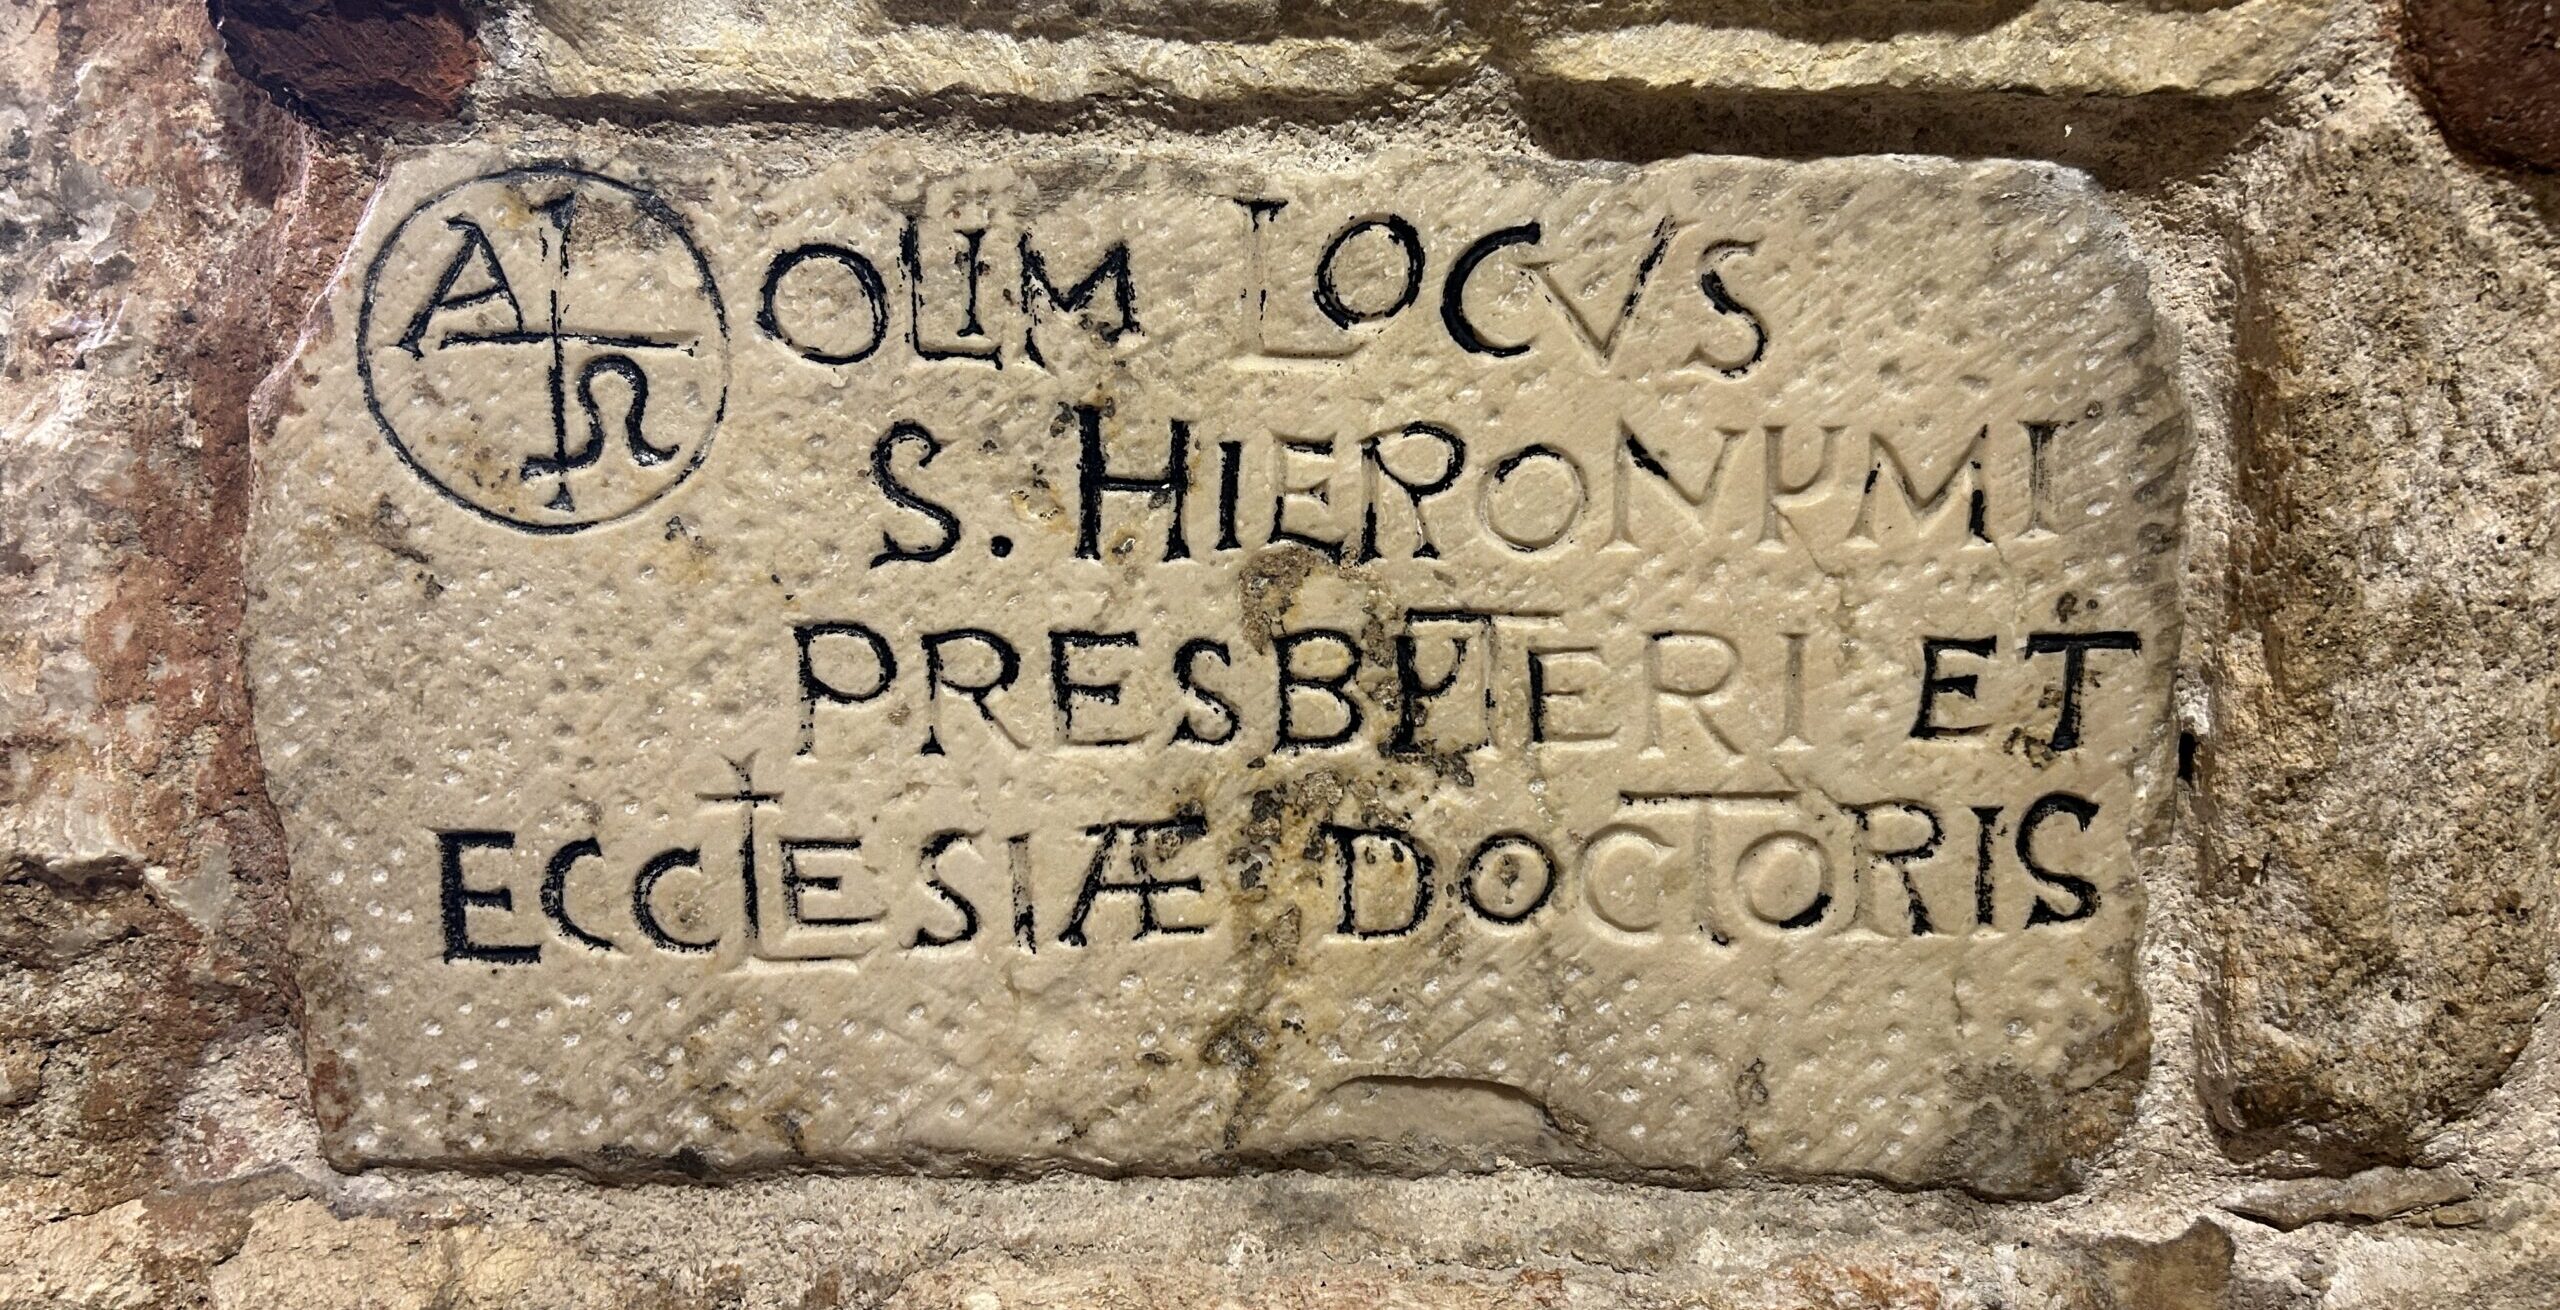 Α Ω OLIM LOCVS
S. HIERONYMI
PRESBYTERI ET
ECCLESIÆ DOCTORIS